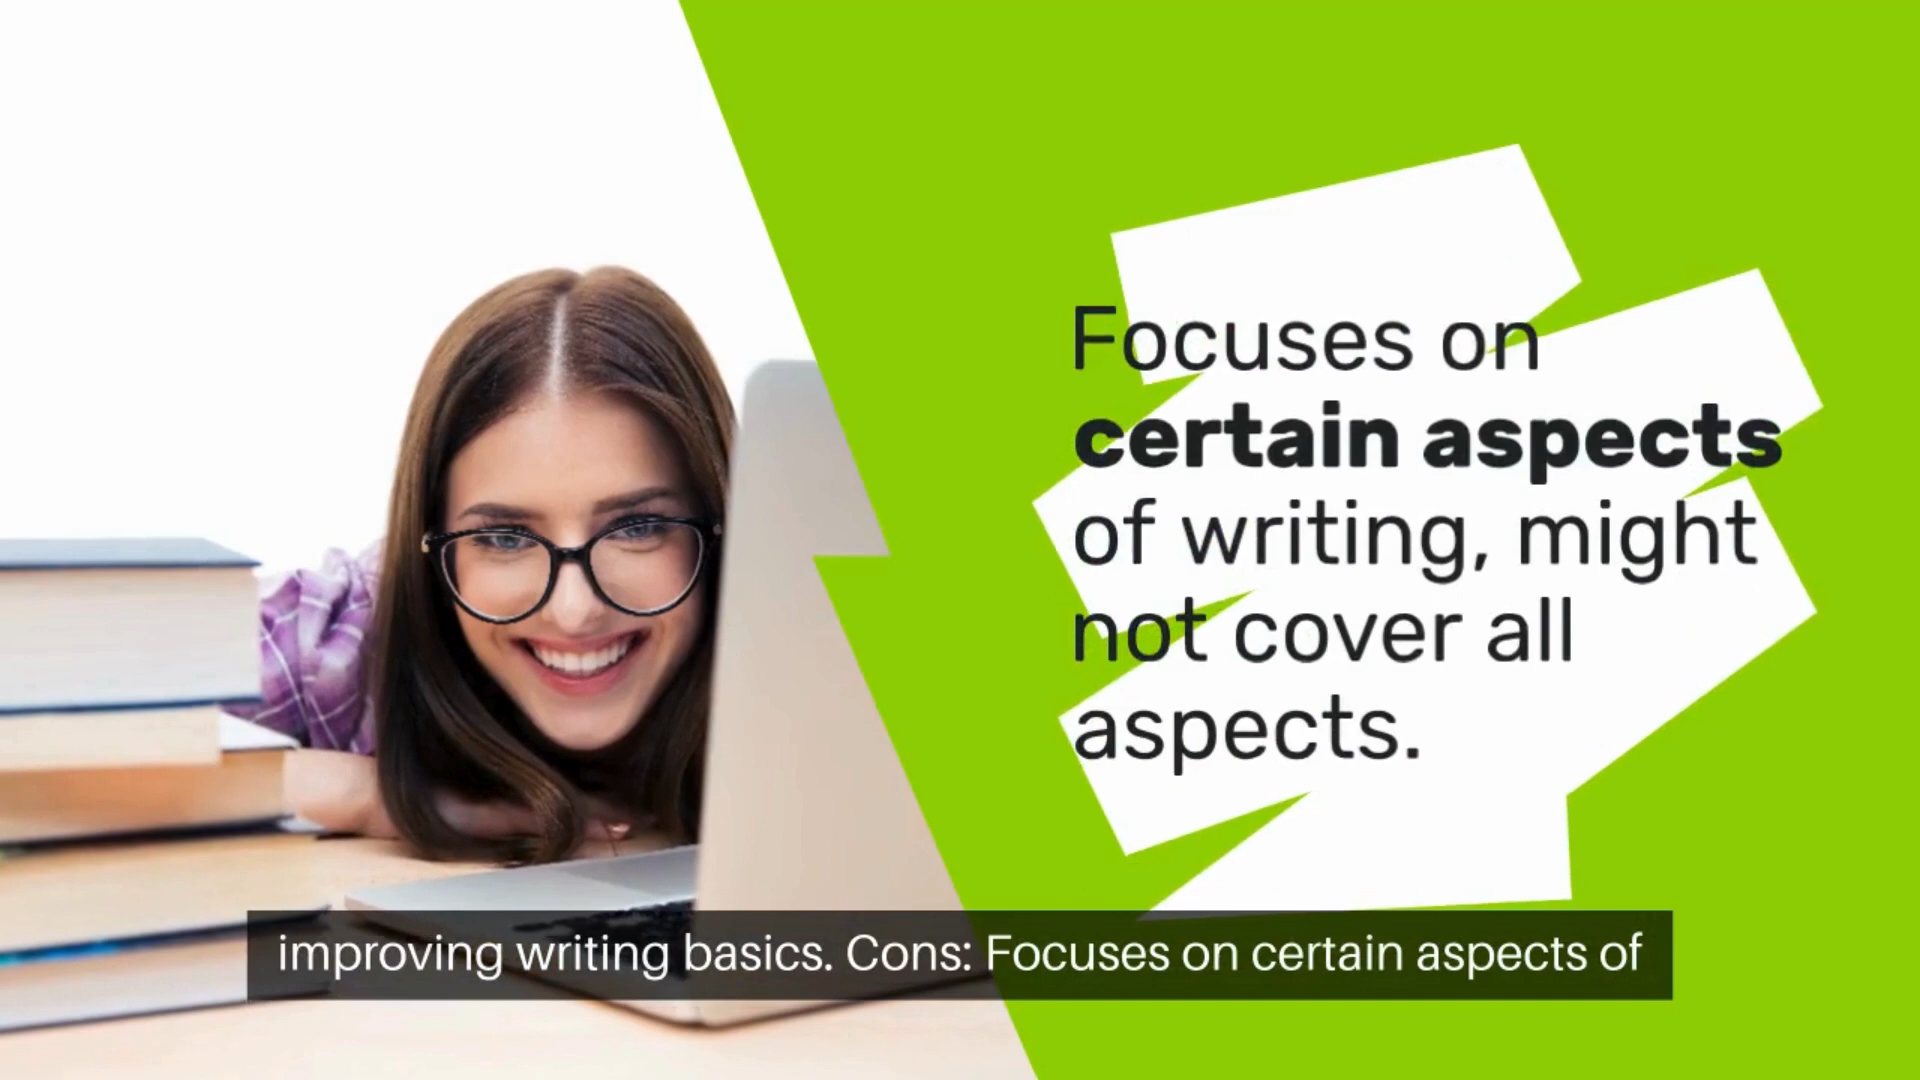 Focuses on
certain aspects
of writing, might
not cover all
aspects.
improving writing basics. Cons: Focuses on certain aspects of